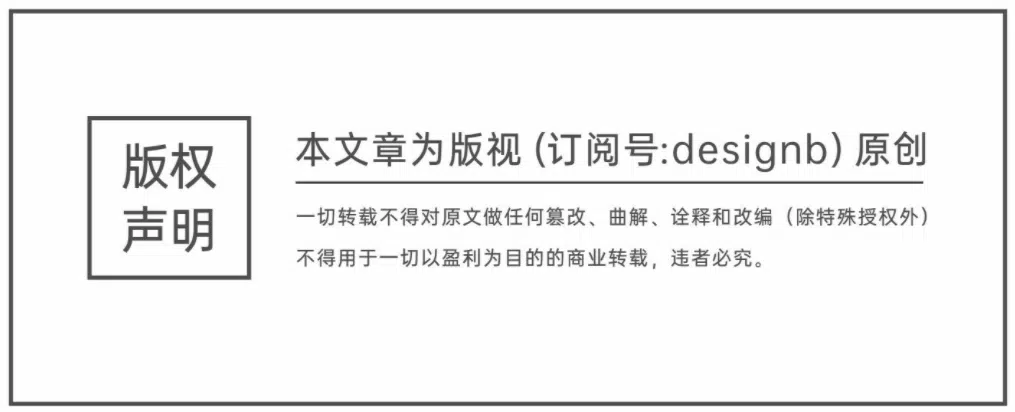 版权
声明
本文章为版视 (订阅号:designb) 原创
一切转载不得对原文做任何篡改、曲解、诠释和改编（除特殊授权外）
不得用于一切以盈利为目的的商业转载，违者必究。